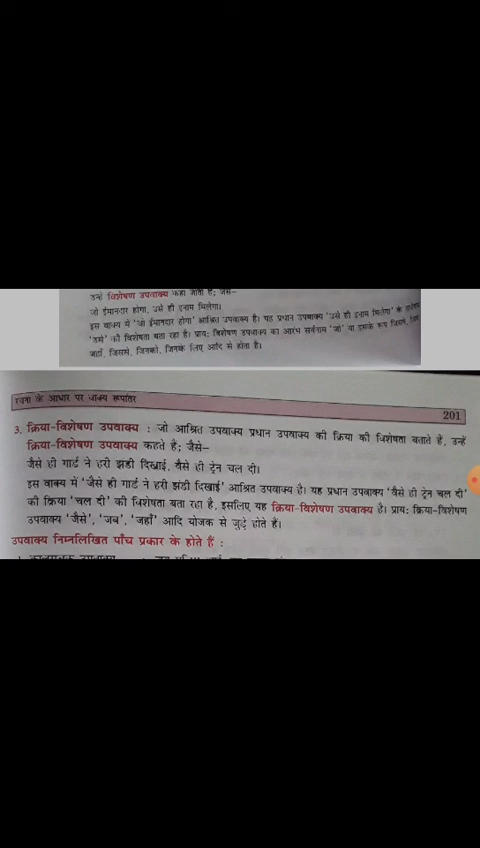 उन्हें विशेषण उपवाक्य कहा जाता है; जैसे–
जो ईमानदार होगा, उसे ही इनाम मिलेगा।
इस वाक्य में 'जो ईमानदार होगा' आश्रित उपवाक्य है। यह प्रधान उपवाक्य 'उसे ही इनाम मिलेगा' के
'उसे' की विशेषता बता रहा है। प्राय: विशेषण उपवाक्य का आरंभ सर्वनाम 'जो' या इसके रूप जिसने,
जहाँ, जिससे, जिनको, जिनके लिए आदि से होता है।
रचना के आधार पर वाक्य रूपांतर
201
3. क्रिया-विशेषण उपवाक्य : जो आश्रित उपवाक्य प्रधान उपवाक्य की क्रिया की विशेषता बताते हैं, उन्हें
क्रिया-विशेषण उपवाक्य कहते हैं; जैसे–
जैसे ही गार्ड ने हरी झंडी दिखाई, वैसे ही ट्रेन चल दी।
इस वाक्य में 'जैसे ही गार्ड ने हरी झंडी दिखाई' आश्रित उपवाक्य है। यह प्रधान उपवाक्य 'वैसे ही ट्रेन चल दी'
की क्रिया 'चल दी' की विशेषता बता रहा है, इसलिए यह क्रिया-विशेषण उपवाक्य है। प्राय: क्रिया-विशेषण
उपवाक्य 'जैसे', 'जब', 'जहाँ' आदि योजक से जुड़े होते हैं।
उपवाक्य निम्नलिखित पाँच प्रकार के होते हैं :